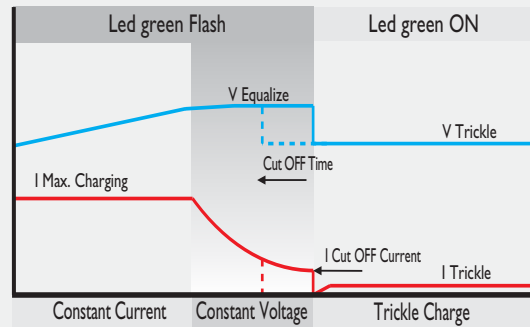 Led green Flash
Led green ON
V Equalize
V Trickle
Cut OFF Time
I Max. Charging
I Cut OFF Current
I Trickle
Constant Current
Constant Voltage
Trickle Charge